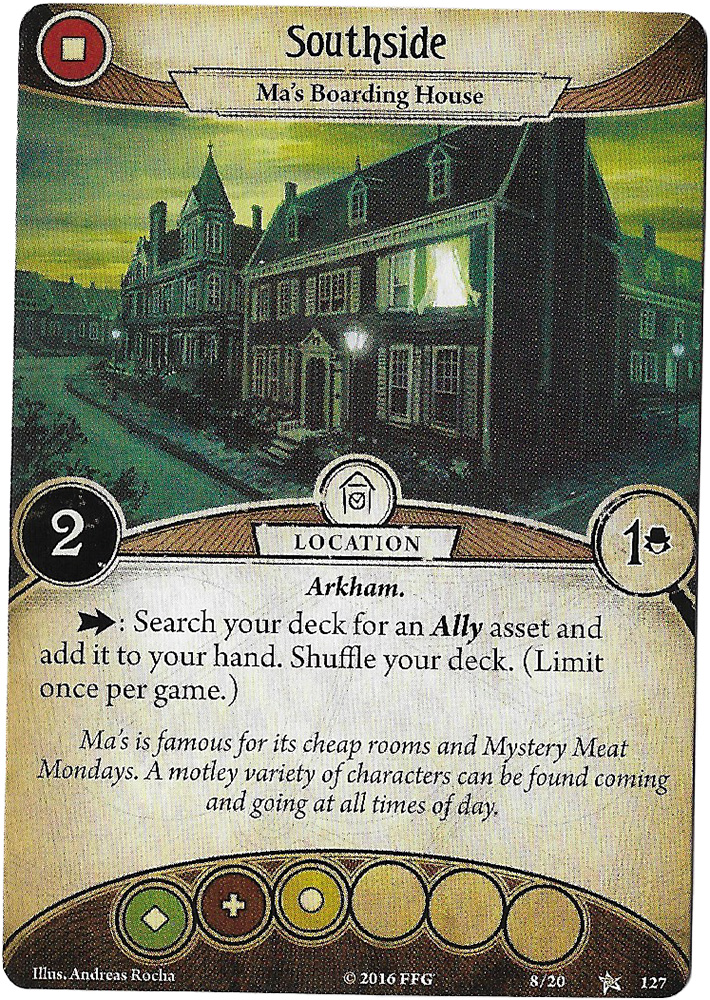 Southside
Ma's Boarding House
2
LOCATION
1
Arkham.
: Search your deck for an Ally asset and
add it to your hand. Shuffle your deck. (Limit
once per game.)
Ma's is famous for its cheap rooms and Mystery Meat
Mondays. A motley variety of characters can be found coming
and going at all times of day.
Illus. Andreas Rocha © 2016 FFG 8/20 127